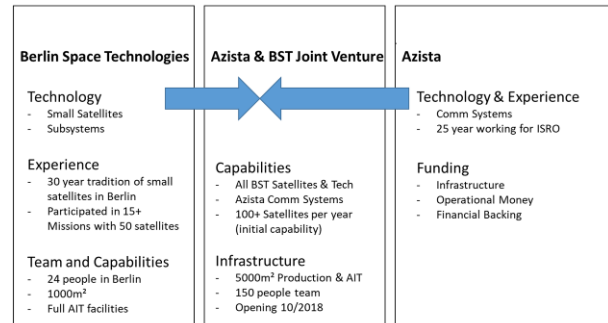 Berlin Space Technologies
Technology
- Small Satellites
- Subsystems
Experience
- 30 year tradition of small
satellites in Berlin
- Participated in 15+
Missions with 50 satellites
Team and Capabilities
- 24 people in Berlin
- 1000m²
- Full AIT facilities
Azista & BST Joint Venture
Capabilities
- All BST Satellites & Tech
- Azista Comm Systems
- 100+ Satellites per year
(initial capability)
Infrastructure
- 5000m² Production & AIT
- 150 people team
- Opening 10/2018
Azista
Technology & Experience
- Comm Systems
- 25 year working for ISRO
Funding
- Infrastructure
- Operational Money
- Financial Backing